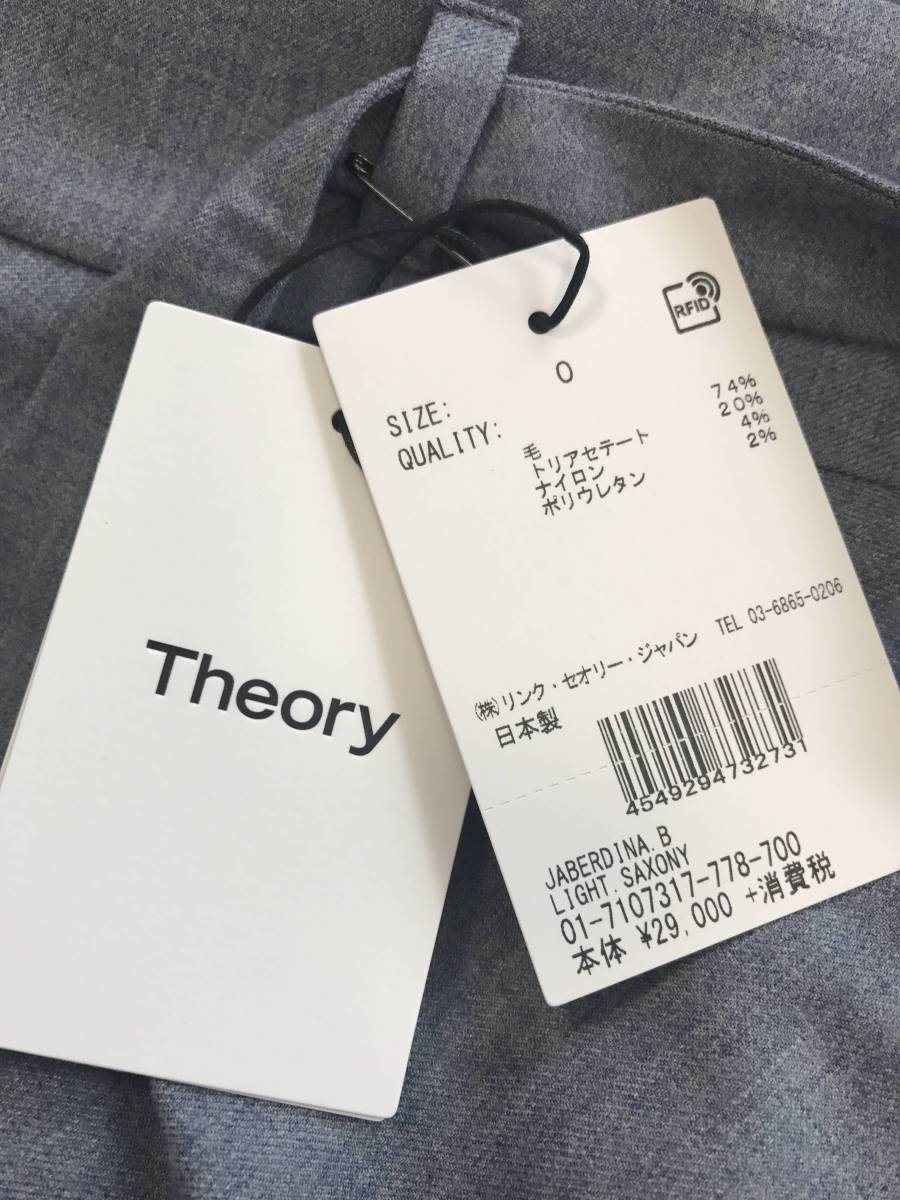 Theory
RFID
SIZE: 0
QUALITY:
毛 74%
トリアセテート 20%
ナイロン 4%
ポリウレタン 2%
(株)リンク・セオリー・ジャパン TEL 03-6865-0206
日本製
4549294732731
JABERDINA.B
LIGHT.SAXONY
01-7107317-778-700
本体 ¥29,000 +消費税